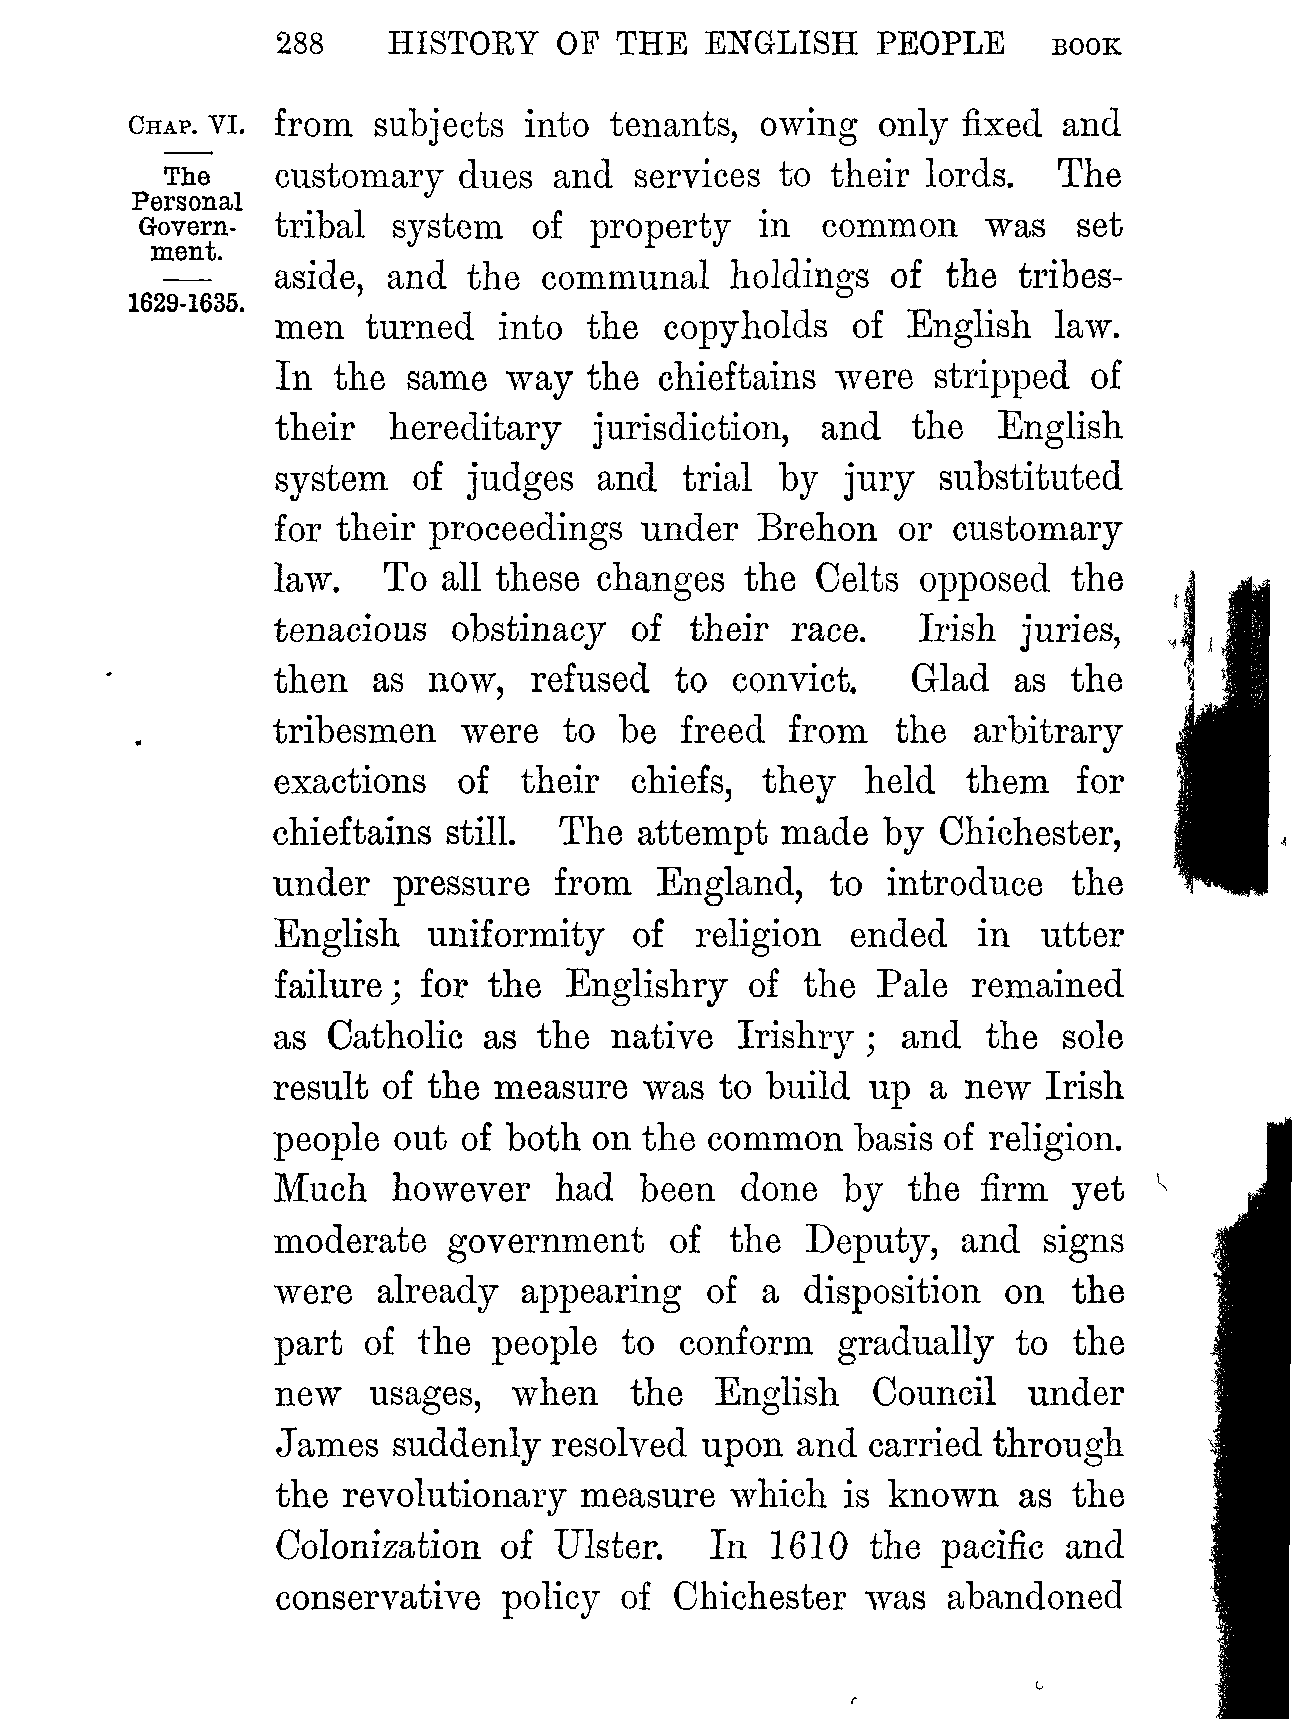 288 HISTORY OF THE ENGLISH PEOPLE BOOK
CHAP. VI.
The
Personal
Govern-
ment.
1629-1635.
from subjects into tenants, owing only fixed and
customary dues and services to their lords. The
tribal system of property in common was set
aside, and the communal holdings of the tribes-
men turned into the copyholds of English law.
In the same way the chieftains were stripped of
their hereditary jurisdiction, and the English
system of judges and trial by jury substituted
for their proceedings under Brehon or customary
law. To all these changes the Celts opposed the
tenacious obstinacy of their race. Irish juries,
then as now, refused to convict. Glad as the
tribesmen were to be freed from the arbitrary
exactions of their chiefs, they held them for
chieftains still. The attempt made by Chichester,
under pressure from England, to introduce the
English uniformity of religion ended in utter
failure; for the Englishry of the Pale remained
as Catholic as the native Irishry; and the sole
result of the measure was to build up a new Irish
people out of both on the common basis of religion.
Much however had been done by the firm yet
moderate government of the Deputy, and signs
were already appearing of a disposition on the
part of the people to conform gradually to the
new usages, when the English Council under
James suddenly resolved upon and carried through
the revolutionary measure which is known as the
Colonization of Ulster. In 1610 the pacific and
conservative policy of Chichester was abandoned